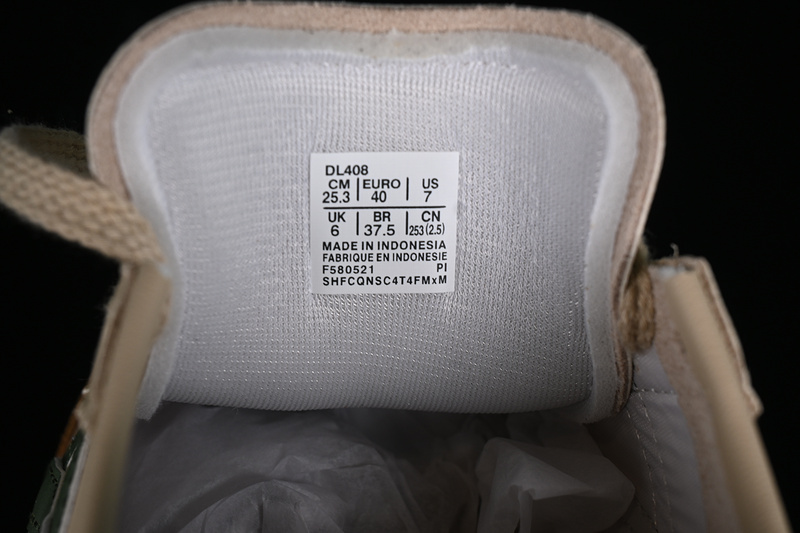 DL408
CM EURO US
25.3 40 7
UK BR CN
6 37.5 253(2.5)
MADE IN INDONESIA
FABRIQUE EN INDONESIE
F580521 PI
SHFCQNSC4T4FMxM